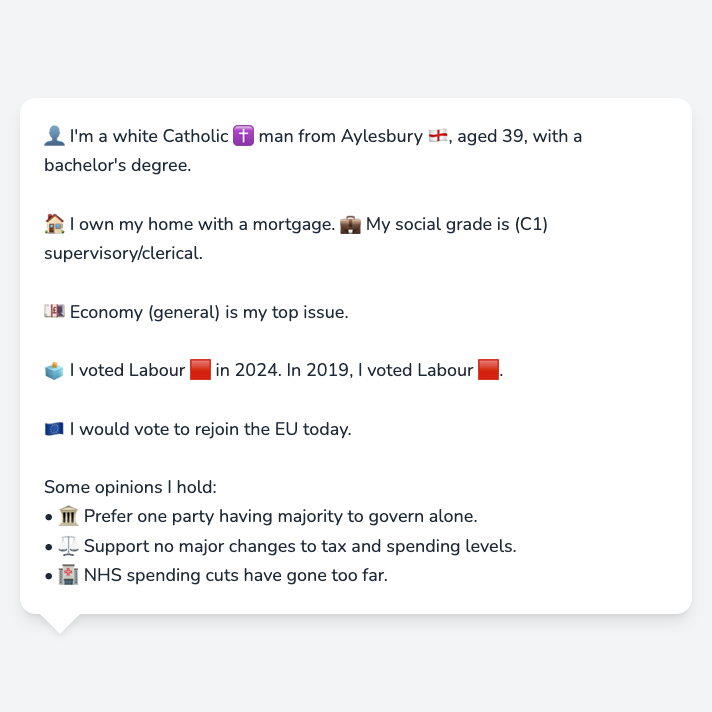 👤 I'm a white Catholic ✝️ man from Aylesbury 🏴󠁧󠁢󠁥󠁮󠁧󠁿, aged 39, with a
bachelor's degree.
🏠 I own my home with a mortgage. 💼 My social grade is (C1)
supervisory/clerical.
💷 Economy (general) is my top issue.
🗳️ I voted Labour 🟥 in 2024. In 2019, I voted Labour 🟥.
🇪🇺 I would vote to rejoin the EU today.
Some opinions I hold:
• 🏛️ Prefer one party having majority to govern alone.
• ⚖️ Support no major changes to tax and spending levels.
• 🏥 NHS spending cuts have gone too far.